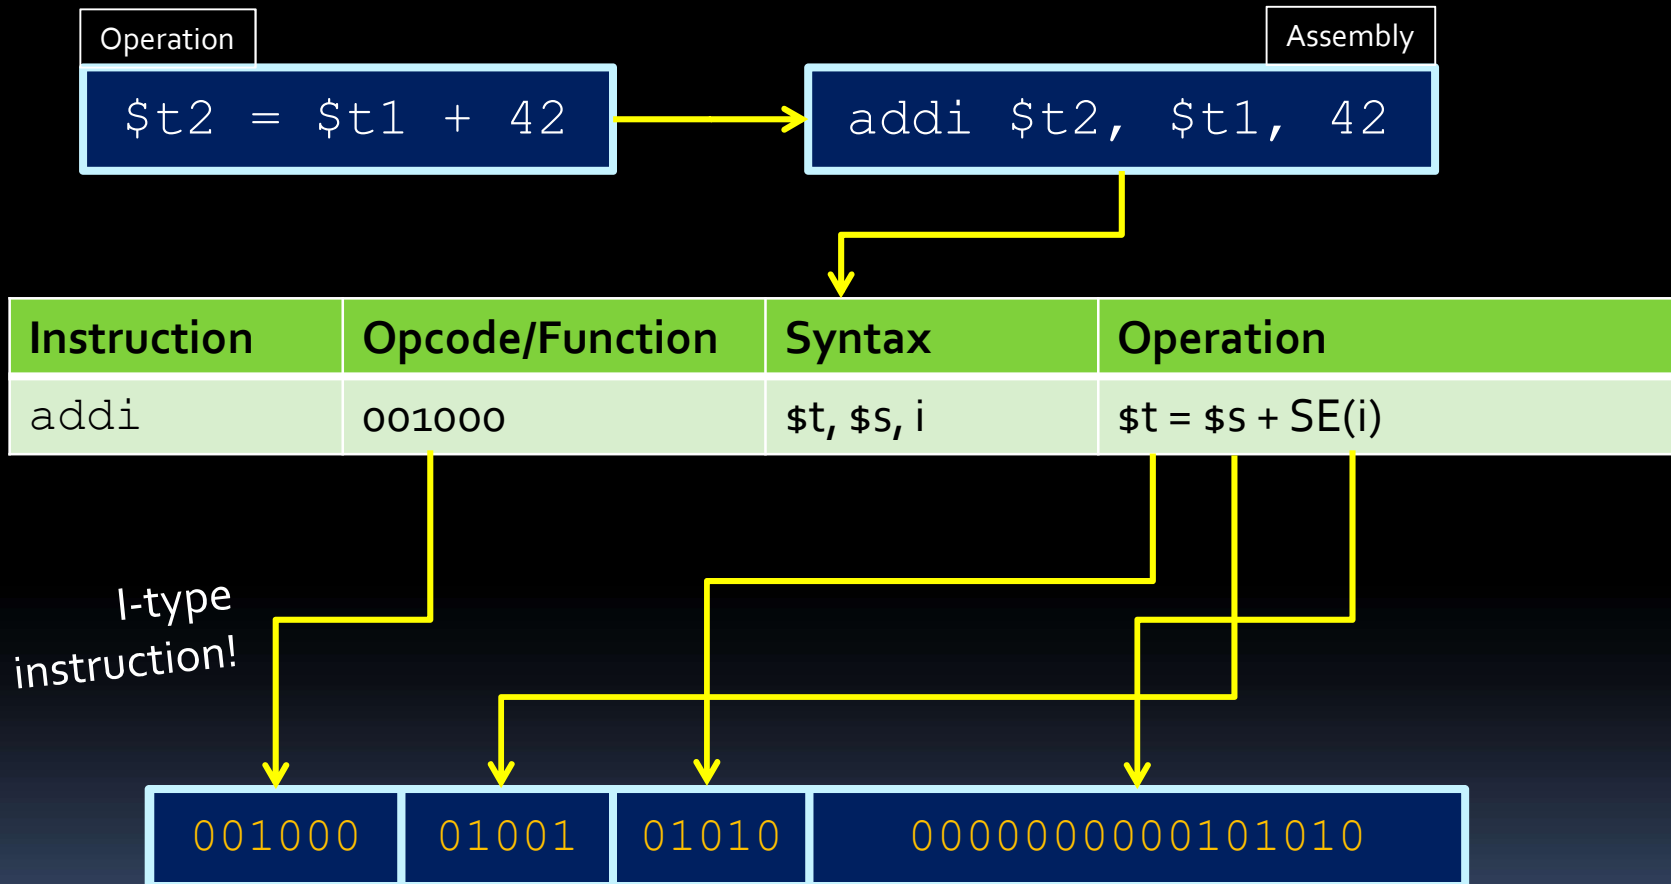 Operation
Assembly
$t2 = $t1 + 42
addi $t2, $t1, 42
Instruction Opcode/Function Syntax Operation
addi 001000 $t, $s, i $t = $s + SE(i)
I-type
instruction!
001000 01001 01010 0000000000101010